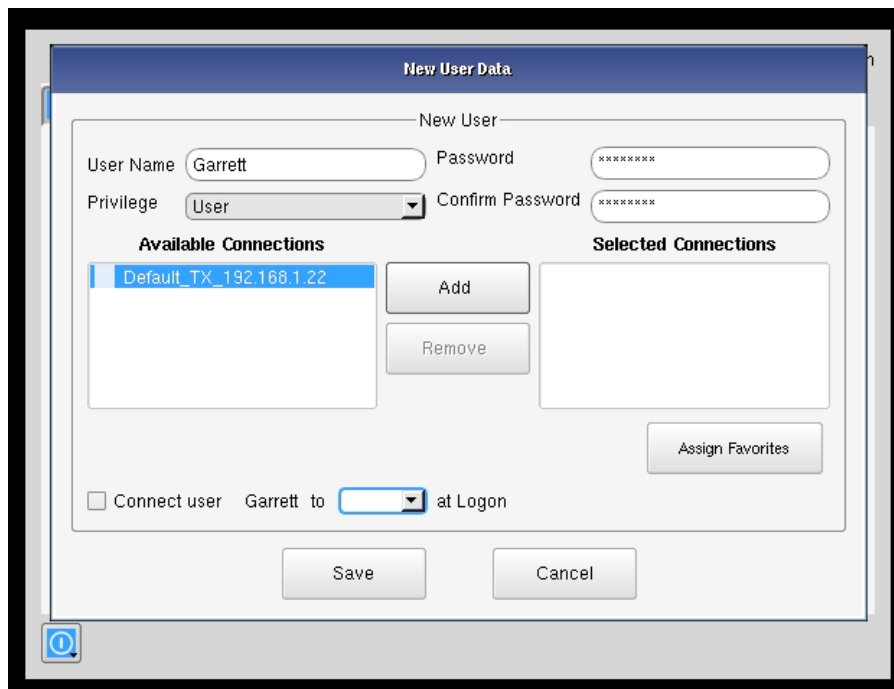 New User Data
New User
User Name Garrett Password ********
Privilege User Confirm Password ********
Available Connections Selected Connections
Default_TX_192.168.1.22
Add
Remove
Assign Favorites
Connect user Garrett to at Logon
Save Cancel